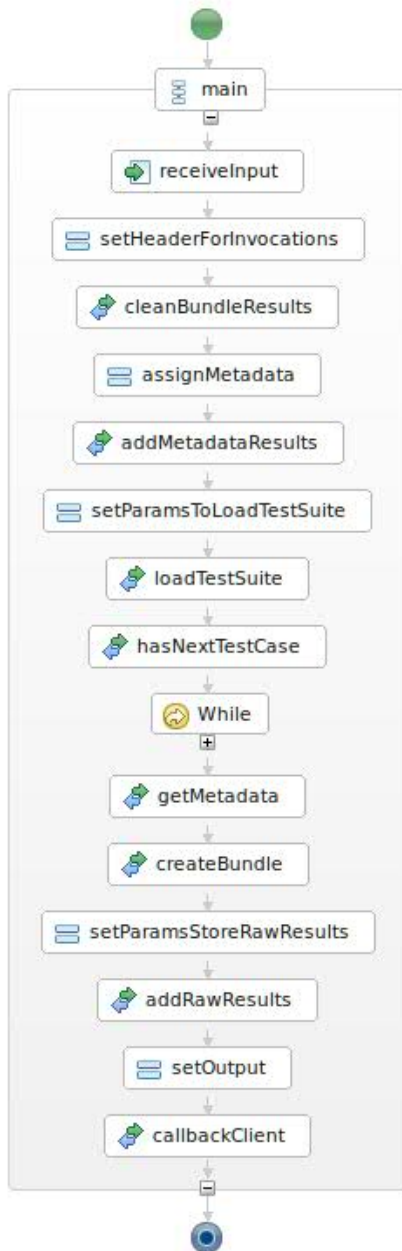 main
receiveInput
setHeaderForInvocations
cleanBundleResults
assignMetadata
addMetadataResults
setParamsToLoadTestSuite
loadTestSuite
hasNextTestCase
While
getMetadata
createBundle
setParamsStoreRawResults
addRawResults
setOutput
callbackClient